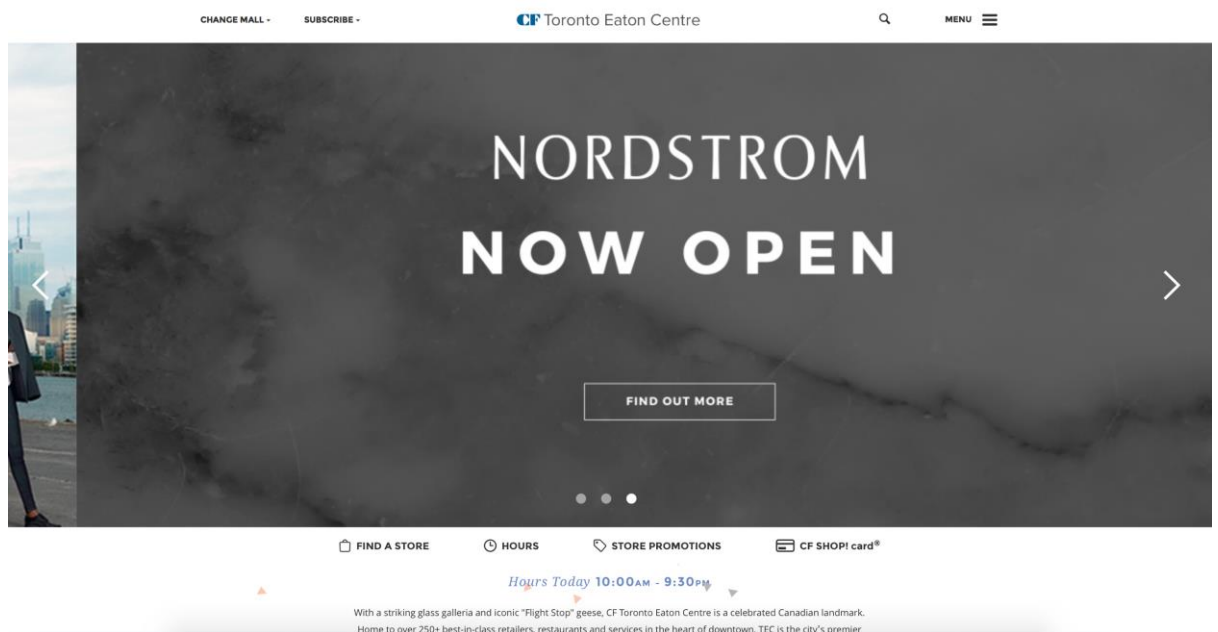 CHANGE MALL -
SUBSCRIBE -
CF Toronto Eaton Centre
MENU
NORDSTROM
NOW OPEN
FIND OUT MORE
FIND A STORE
HOURS
STORE PROMOTIONS
CF SHOP! card®
Hours Today 10:00AM - 9:30PM
With a striking glass galleria and iconic "Flight Stop" geese, CF Toronto Eaton Centre is a celebrated Canadian landmark.
Home to over 250+ best-in-class retailers, restaurants and services in the heart of downtown, TEC is the city's premier